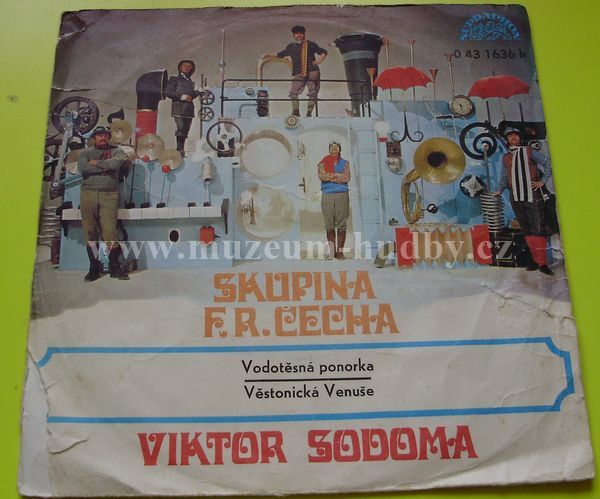 SUPRAPHON
0 43 1636 h
www.muzeum-hudby.cz
SKUPINA
F. R. ČECHA
Vodotěsná ponorka
Věstonická Venuše
VIKTOR SODOMA